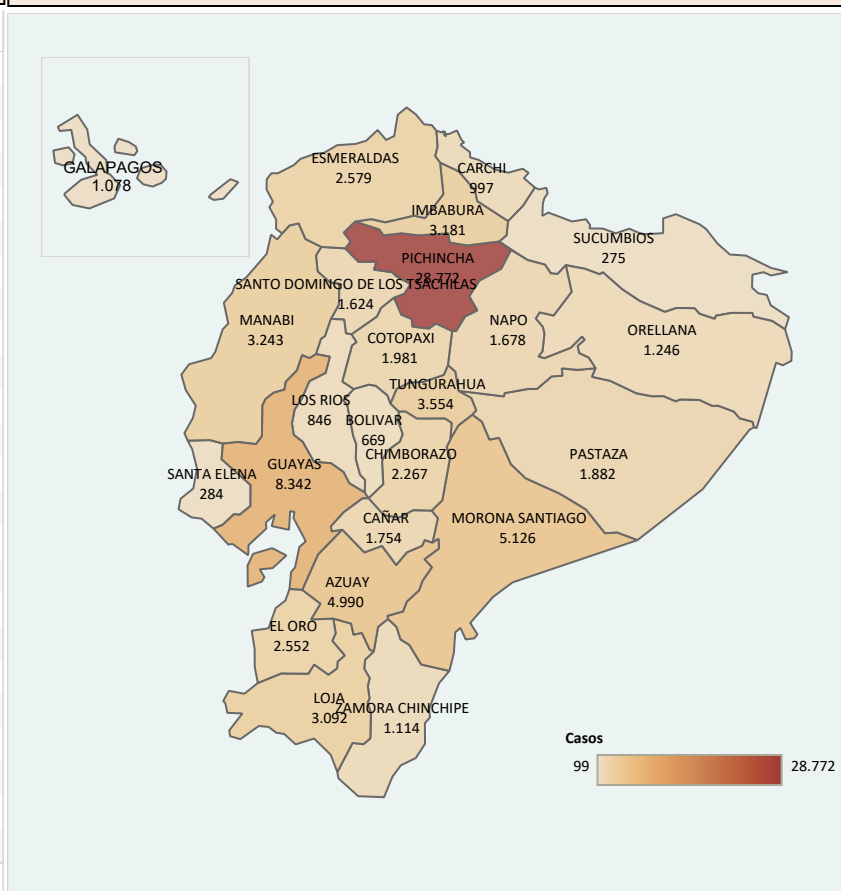 GALAPAGOS
1.078
ESMERALDAS
2.579
CARCHI
997
IMBABURA
3.181
SUCUMBIOS
275
PICHINCHA
28.772
SANTO DOMINGO DE LOS TSACHILAS
1.624
MANABI
3.243
NAPO
1.678
ORELLANA
1.246
COTOPAXI
1.981
TUNGURAHUA
3.554
LOS RIOS
846
BOLIVAR
669
CHIMBORAZO
2.267
PASTAZA
1.882
SANTA ELENA
284
GUAYAS
8.342
CAÑAR
1.754
MORONA SANTIAGO
5.126
AZUAY
4.990
EL ORO
2.552
LOJA
3.092
ZAMORA CHINCHIPE
1.114
Casos
99 28.772